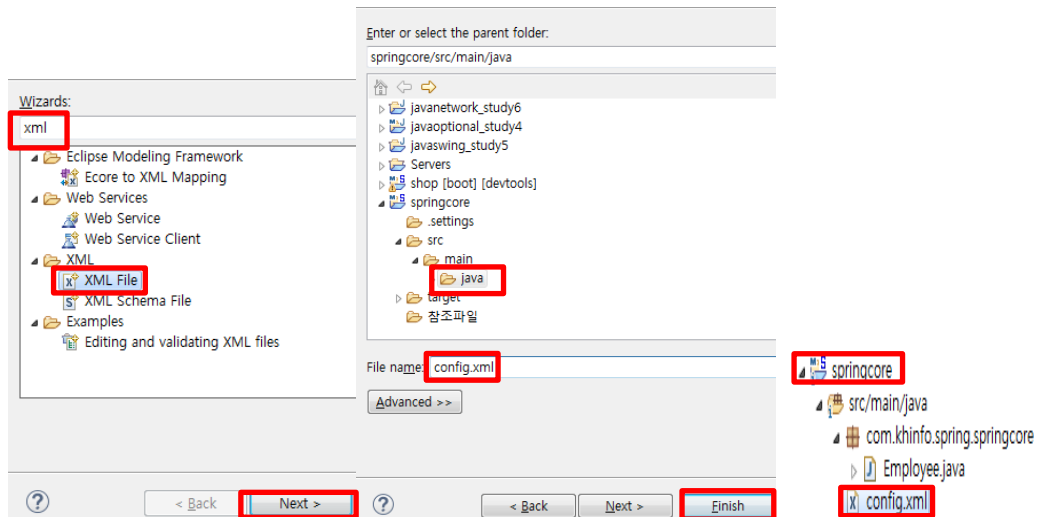 Wizards:
xml
Eclipse Modeling Framework
Ecore to XML Mapping
Web Services
Web Service
Web Service Client
XML
XML File
XML Schema File
Examples
Editing and validating XML files
?
< Back
Next >
Enter or select the parent folder:
springcore/src/main/java
javanetwork_study6
javaoptional_study4
javaswing_study5
Servers
shop [boot] [devtools]
springcore
.settings
src
main
java
target
참조파일
File name:
config.xml
Advanced >>
?
< Back
Next >
Finish
springcore
src/main/java
com.khinfo.spring.springcore
Employee.java
config.xml